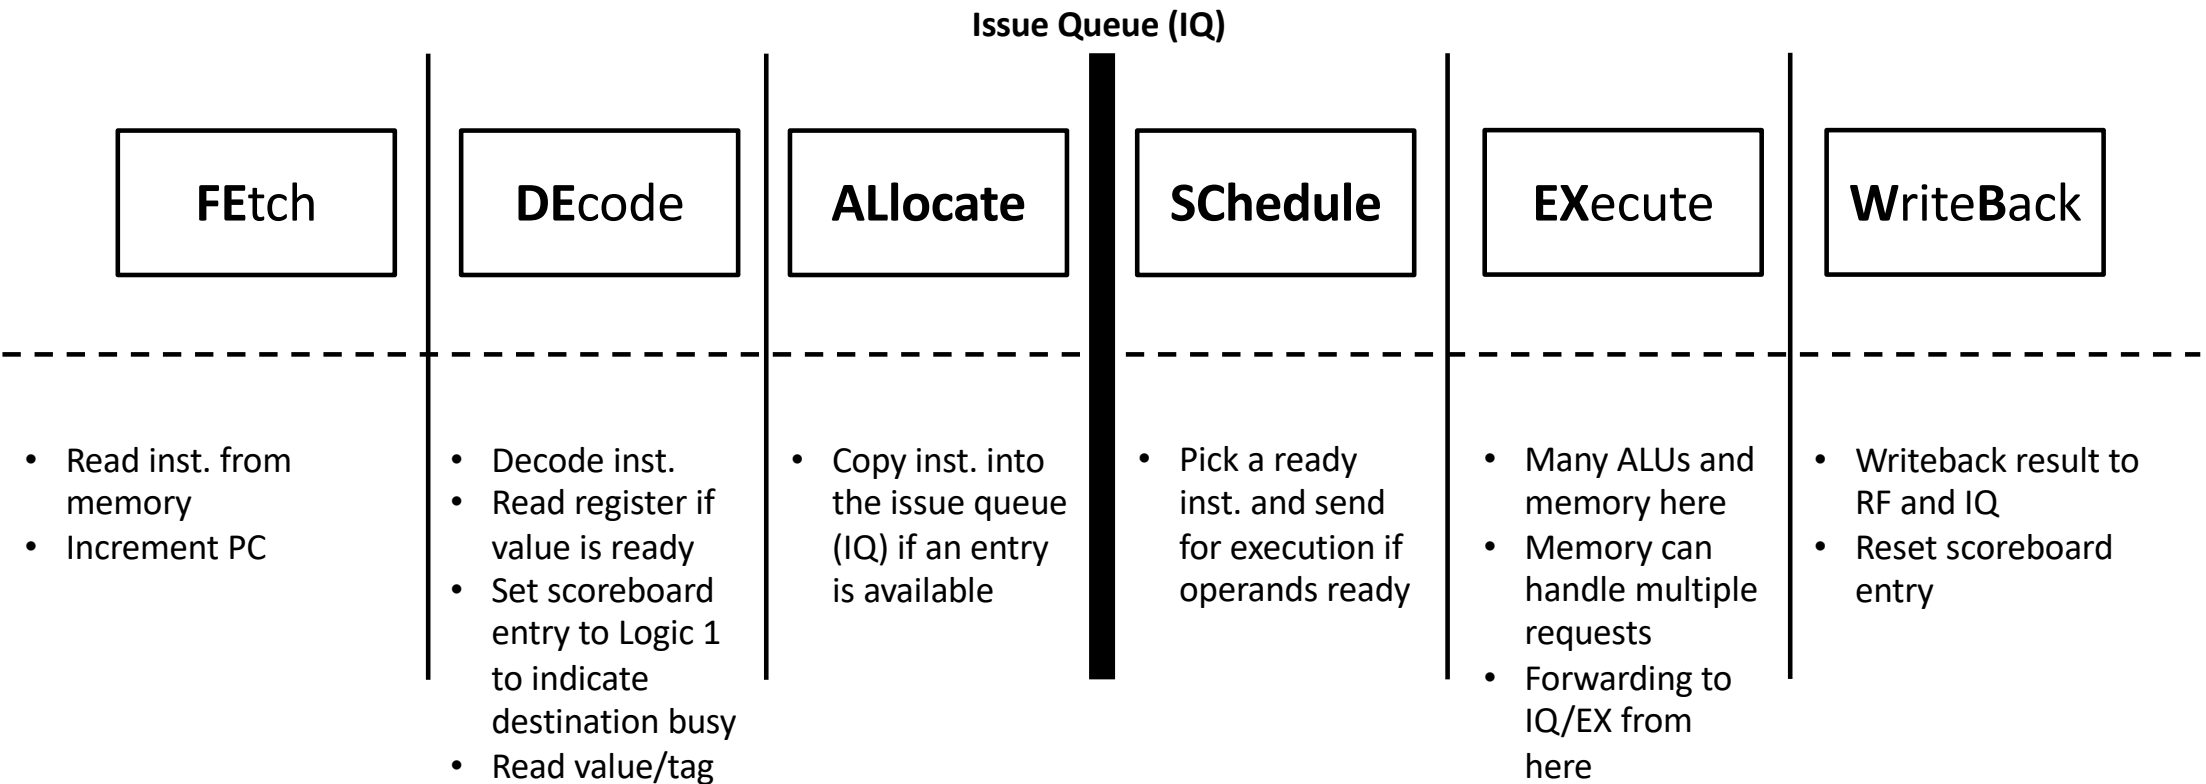 Issue Queue (IQ)
FEtch
DEcode
ALlocate
SChedule
EXecute
WriteBack
• Read inst. from
memory
• Increment PC
• Decode inst.
• Read register if
value is ready
• Set scoreboard
entry to Logic 1
to indicate
destination busy
• Read value/tag
• Copy inst. into
the issue queue
(IQ) if an entry
is available
• Pick a ready
inst. and send
for execution if
operands ready
• Many ALUs and
memory here
• Memory can
handle multiple
requests
• Forwarding to
IQ/EX from
here
• Writeback result to
RF and IQ
• Reset scoreboard
entry